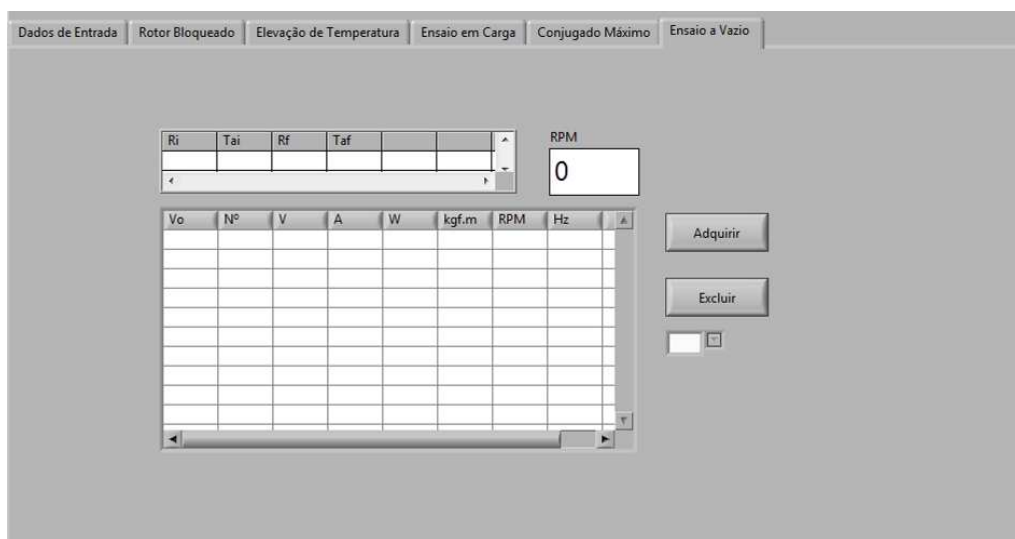 Dados de Entrada Rotor Bloqueado Elevação de Temperatura Ensaio em Carga Conjugado Máximo Ensaio a Vazio
RPM
Ri Tai Rf Taf
0
Vo Nº V A W kgf.m RPM Hz
Adquirir
Excluir